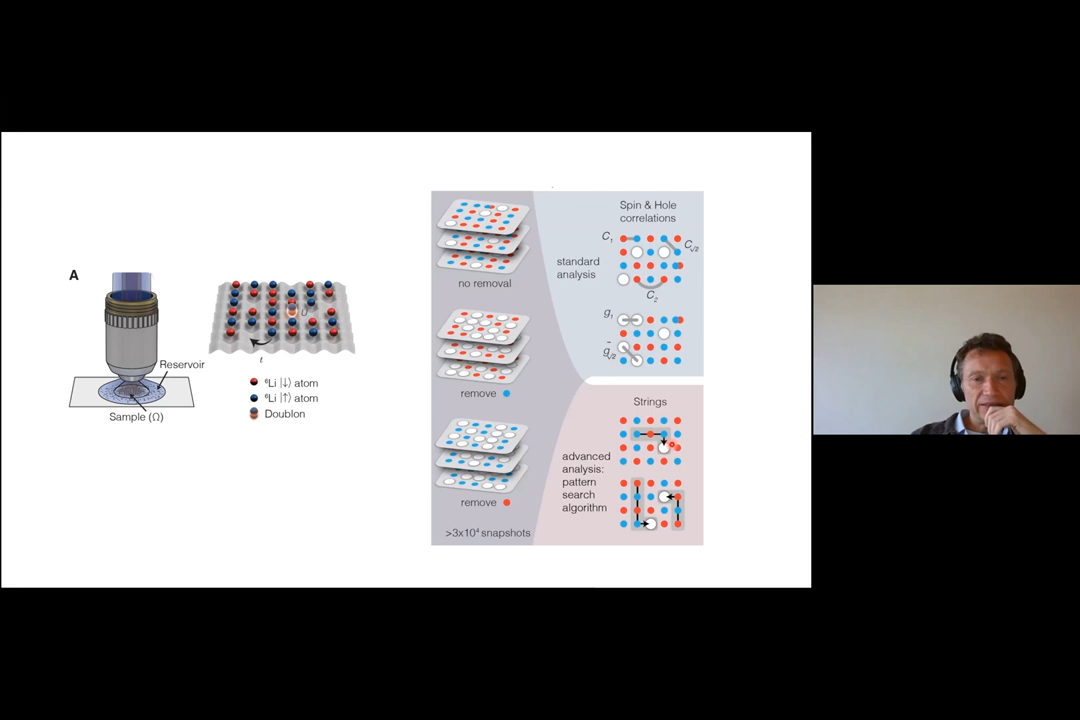 A
Reservoir
Sample (Ω)
U
t
⁶Li |↓⟩ atom
⁶Li |↑⟩ atom
Doublon
no removal
remove
remove
>3x10⁴ snapshots
standard
analysis
Spin & Hole
correlations
C₁
C√2
C₂
g₁
g̅√2
Strings
advanced
analysis:
pattern
search
algorithm